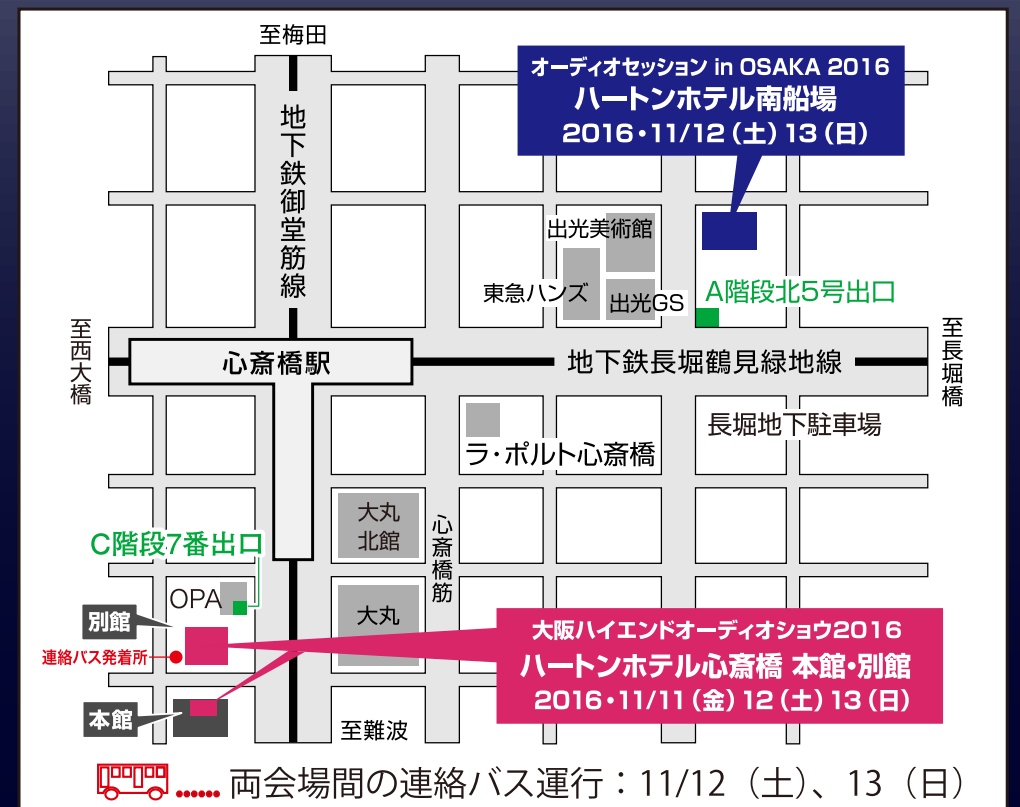 至梅田
オーディオセッション in OSAKA 2016
ハートンホテル南船場
2016・11/12（土）13（日）
地下鉄御堂筋線
出光美術館
東急ハンズ
出光GS
A階段北5号出口
至西大橋
心斎橋駅
地下鉄長堀鶴見緑地線
至長堀橋
長堀地下駐車場
ラ・ポルト心斎橋
大丸
北館
心斎橋筋
C階段7番出口
OPA
大丸
別館
連絡バス発着所
本館
大阪ハイエンドオーディオショウ2016
ハートンホテル心斎橋 本館・別館
2016・11/11（金）12（土）13（日）
至難波
……両会場間の連絡バス運行：11/12（土）、13（日）